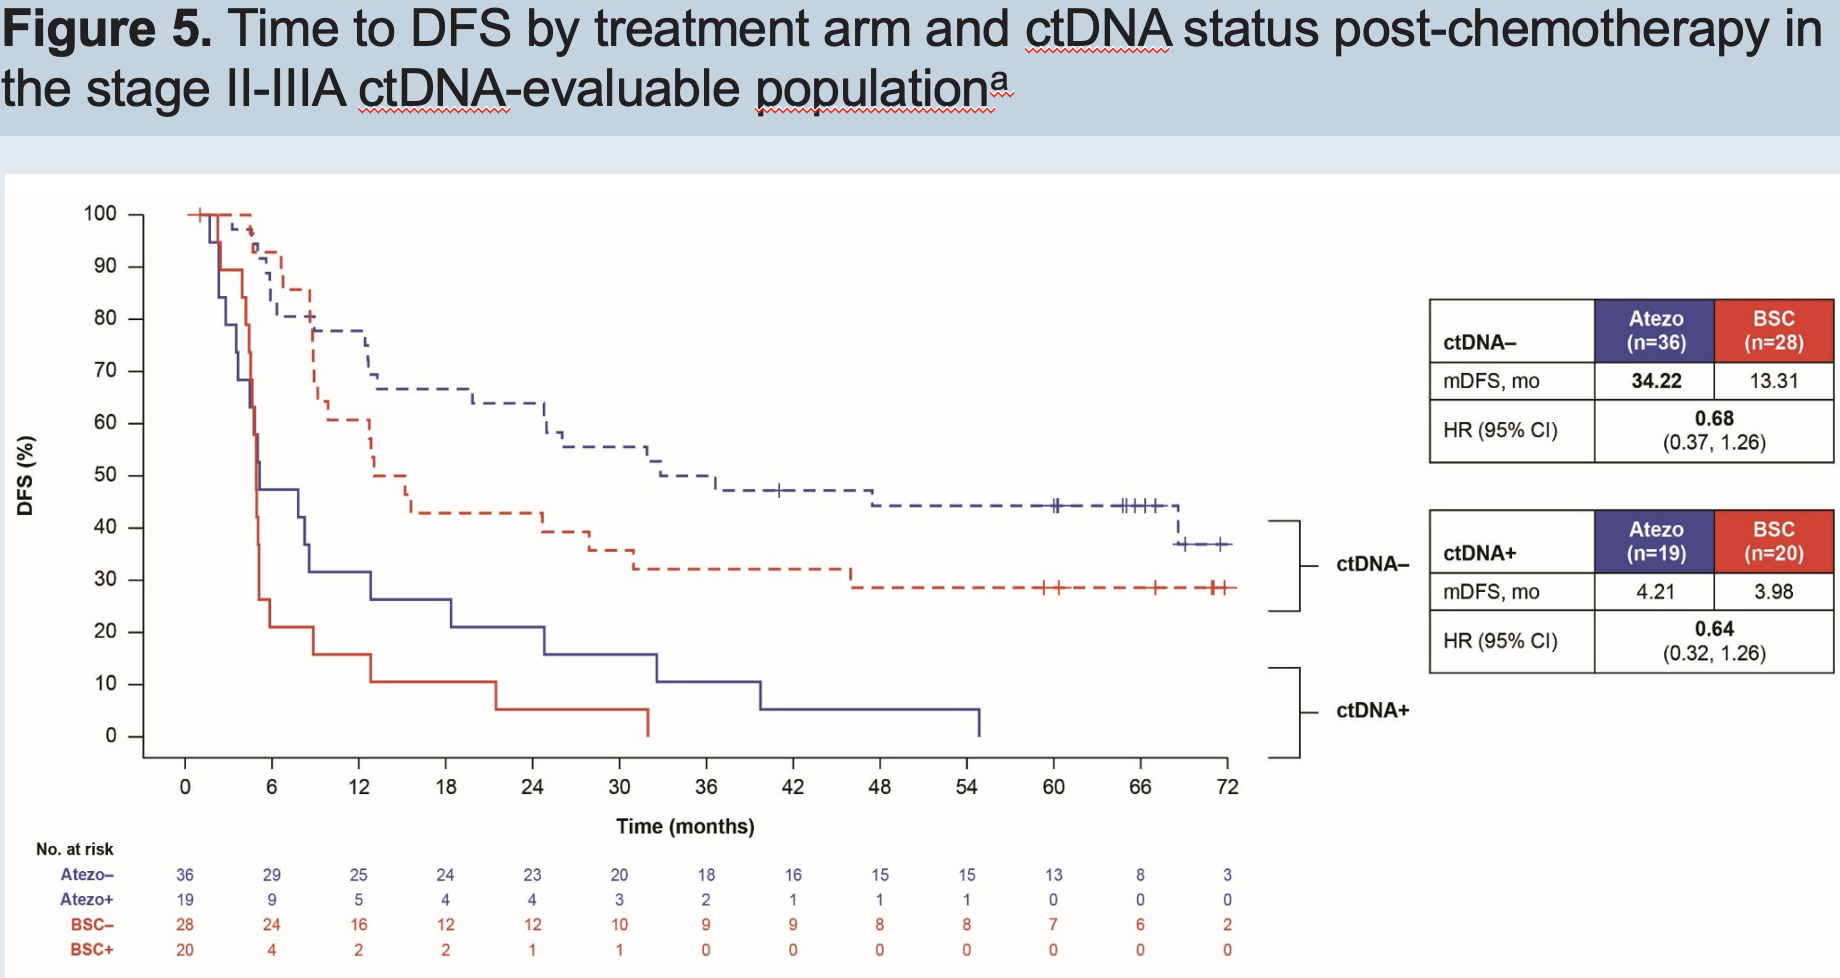 Figure 5. Time to DFS by treatment arm and ctDNA status post-chemotherapy in
the stage II-IIIA ctDNA-evaluable populationᵃ
100
90
80
70
60
50
40
30
20
10
0
DFS (%)
0 6 12 18 24 30 36 42 48 54 60 66 72
Time (months)
ctDNA–
ctDNA+
ctDNA– Atezo (n=36) BSC (n=28)
mDFS, mo 34.22 13.31
HR (95% CI) 0.68 (0.37, 1.26)
ctDNA+ Atezo (n=19) BSC (n=20)
mDFS, mo 4.21 3.98
HR (95% CI) 0.64 (0.32, 1.26)
No. at risk
Atezo– 36 29 25 24 23 20 18 16 15 15 13 8 3
Atezo+ 19 9 5 4 4 3 2 1 1 1 0 0 0
BSC– 28 24 16 12 12 10 9 9 8 8 7 6 2
BSC+ 20 4 2 2 1 1 0 0 0 0 0 0 0